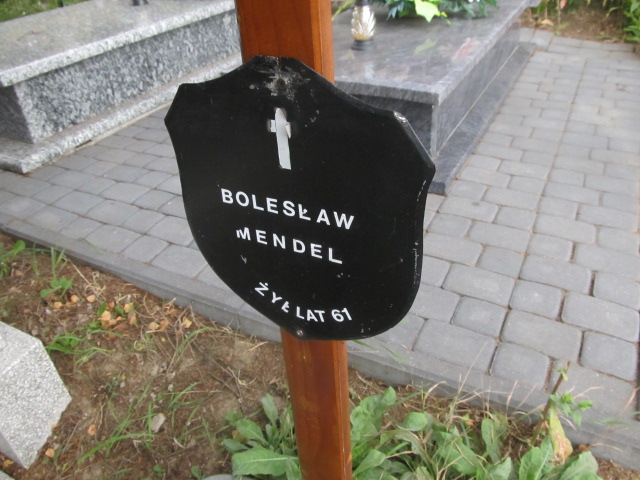 BOLESŁAW
MENDEL
ŻYŁ LAT 61